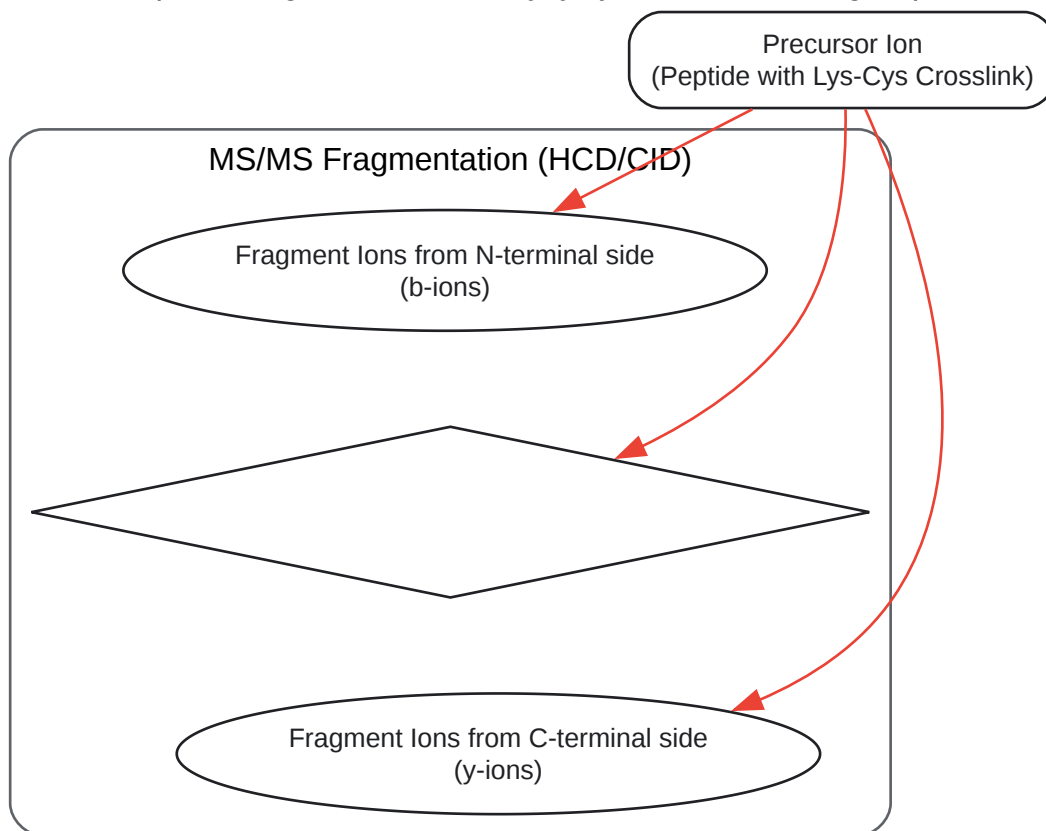 Precursor Ion
(Peptide with Lys-Cys Crosslink)
MS/MS Fragmentation (HCD/CID)
Fragment Ions from N-terminal side
(b-ions)
Fragment Ions from C-terminal side
(y-ions)